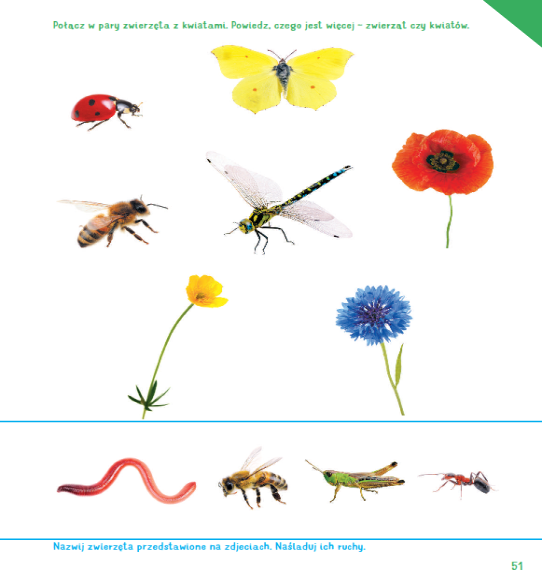 Połącz w pary zwierzęta z kwiatami. Powiedz, czego jest więcej – zwierząt czy kwiatów.
Nazwij zwierzęta przedstawione na zdjęciach. Naśladuj ich ruchy.
51